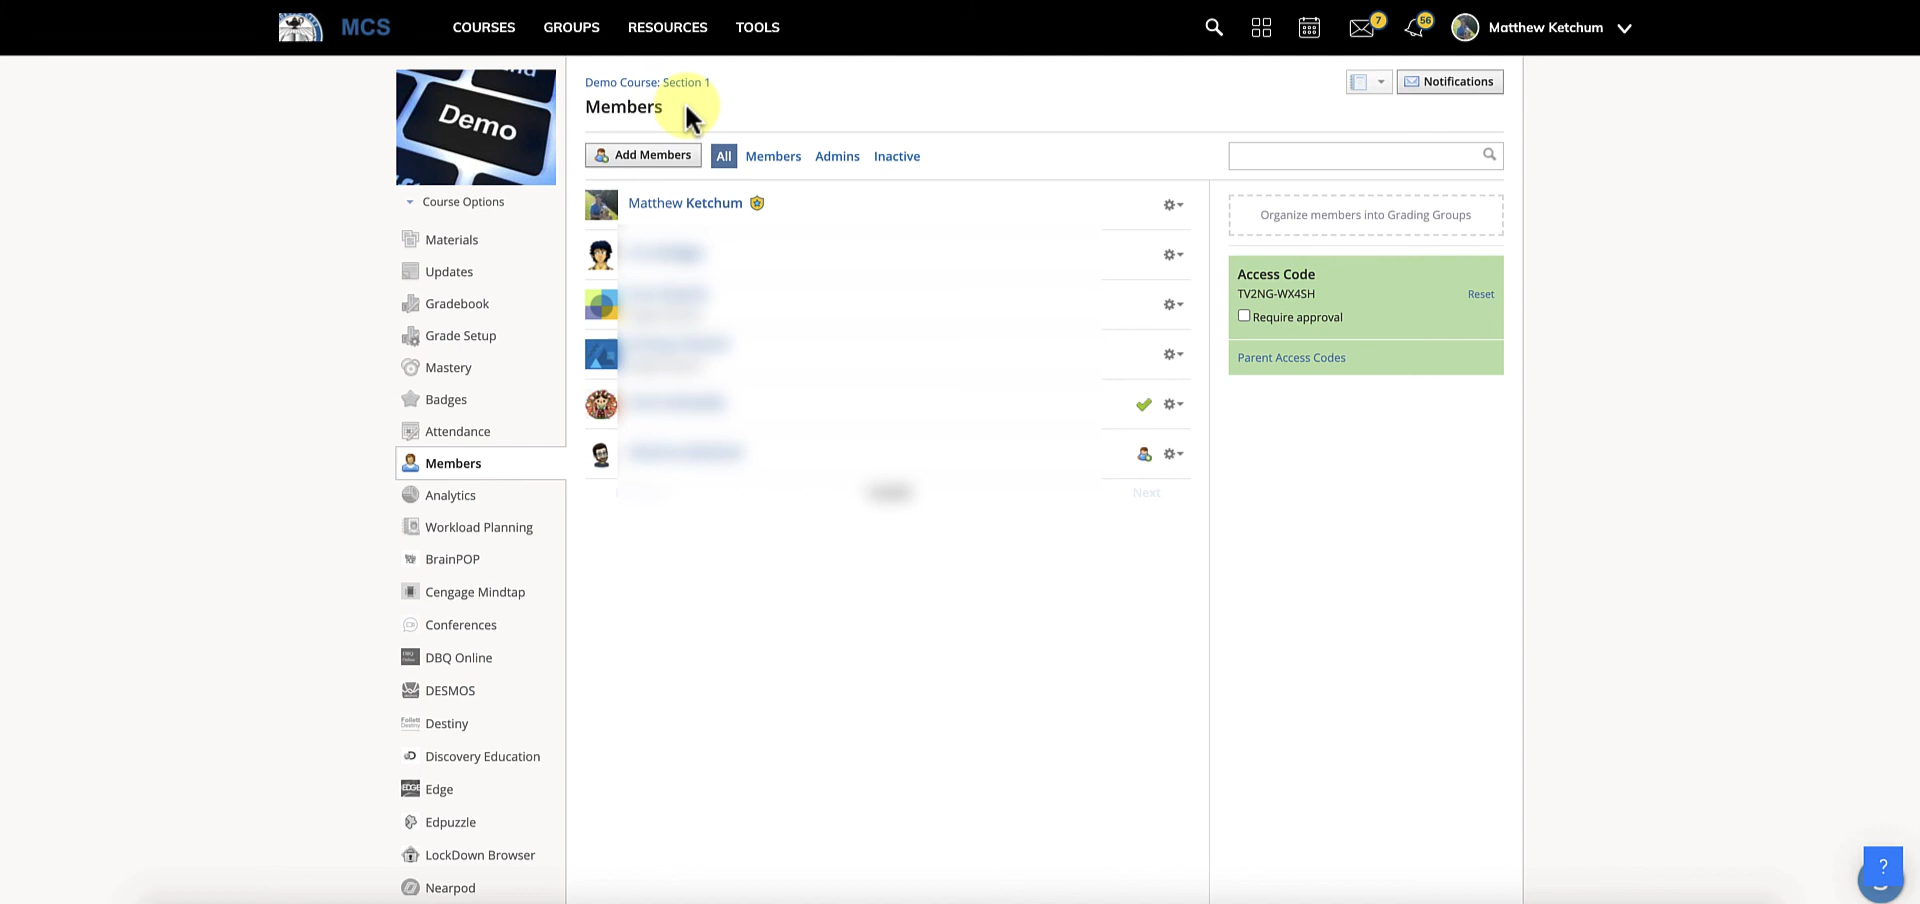 MCS
COURSES
GROUPS
RESOURCES
TOOLS
7
56
Matthew Ketchum
Demo
Course Options
Materials
Updates
Gradebook
Grade Setup
Mastery
Badges
Attendance
Members
Analytics
Workload Planning
BrainPOP
Cengage Mindtap
Conferences
DBQ Online
DESMOS
Destiny
Discovery Education
Edge
Edpuzzle
LockDown Browser
Nearpod
Demo Course: Section 1
Members
Notifications
Add Members
All
Members
Admins
Inactive
Matthew Ketchum
Next
Organize members into Grading Groups
Access Code
TV2NG-WX4SH
Reset
Require approval
Parent Access Codes
?